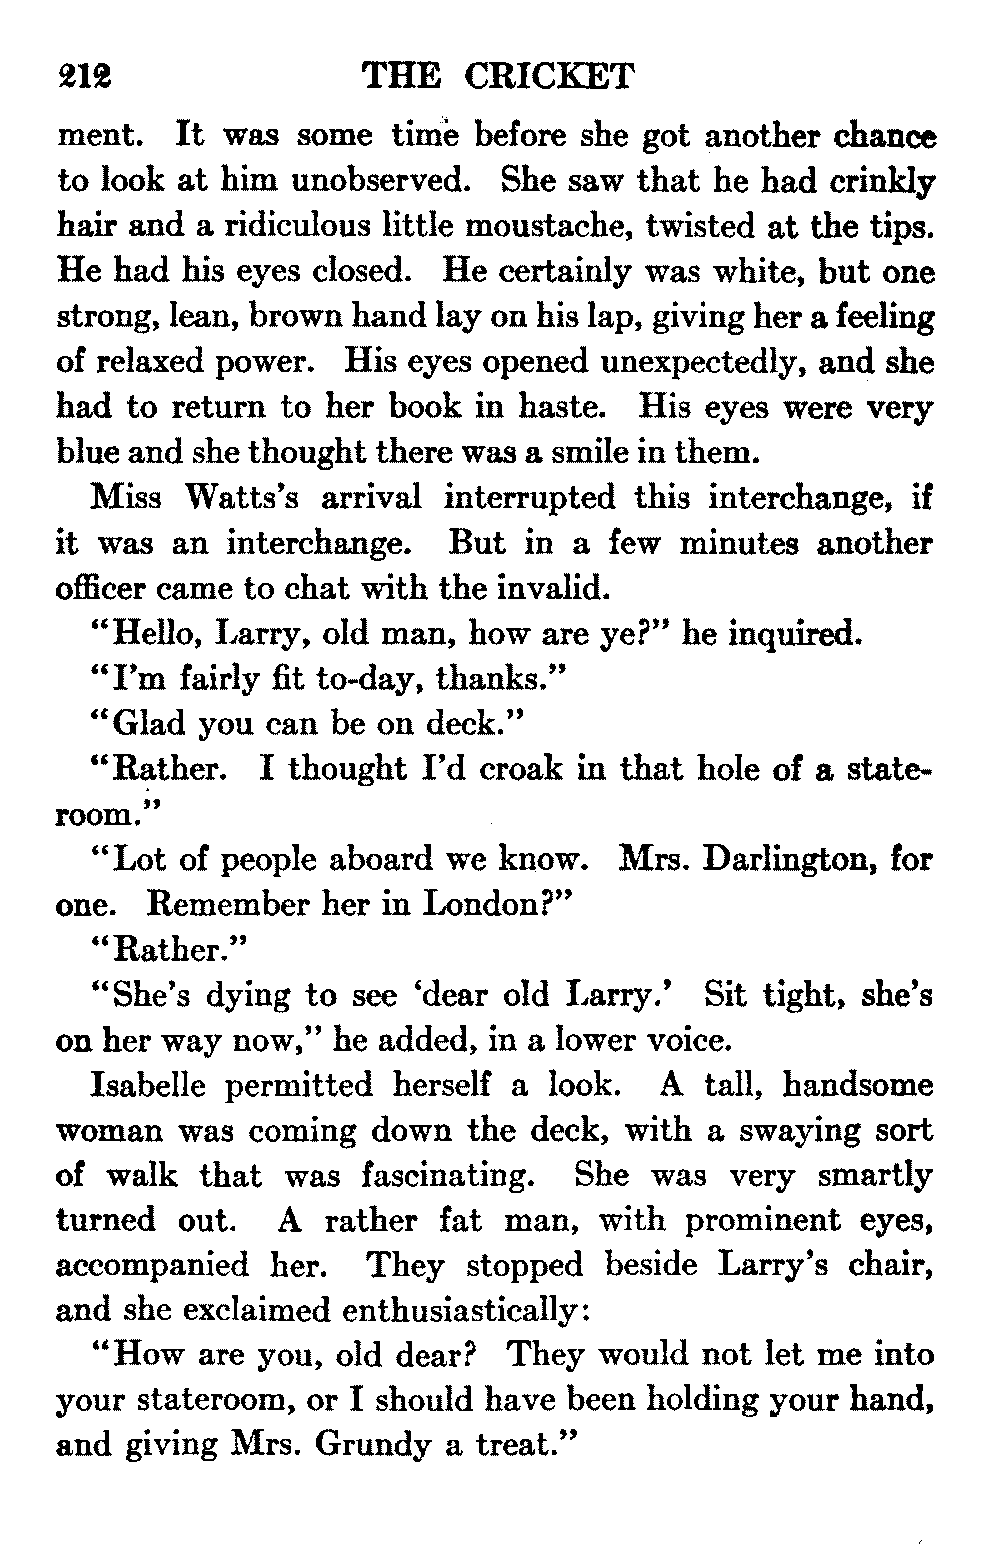 212 THE CRICKET
ment. It was some time before she got another chance
to look at him unobserved. She saw that he had crinkly
hair and a ridiculous little moustache, twisted at the tips.
He had his eyes closed. He certainly was white, but one
strong, lean, brown hand lay on his lap, giving her a feeling
of relaxed power. His eyes opened unexpectedly, and she
had to return to her book in haste. His eyes were very
blue and she thought there was a smile in them.
Miss Watts's arrival interrupted this interchange, if
it was an interchange. But in a few minutes another
officer came to chat with the invalid.
"Hello, Larry, old man, how are ye?" he inquired.
"I'm fairly fit to-day, thanks."
"Glad you can be on deck."
"Rather. I thought I'd croak in that hole of a state-
room."
"Lot of people aboard we know. Mrs. Darlington, for
one. Remember her in London?"
"Rather."
"She's dying to see 'dear old Larry.' Sit tight, she's
on her way now," he added, in a lower voice.
Isabelle permitted herself a look. A tall, handsome
woman was coming down the deck, with a swaying sort
of walk that was fascinating. She was very smartly
turned out. A rather fat man, with prominent eyes,
accompanied her. They stopped beside Larry's chair,
and she exclaimed enthusiastically:
"How are you, old dear? They would not let me into
your stateroom, or I should have been holding your hand,
and giving Mrs. Grundy a treat."